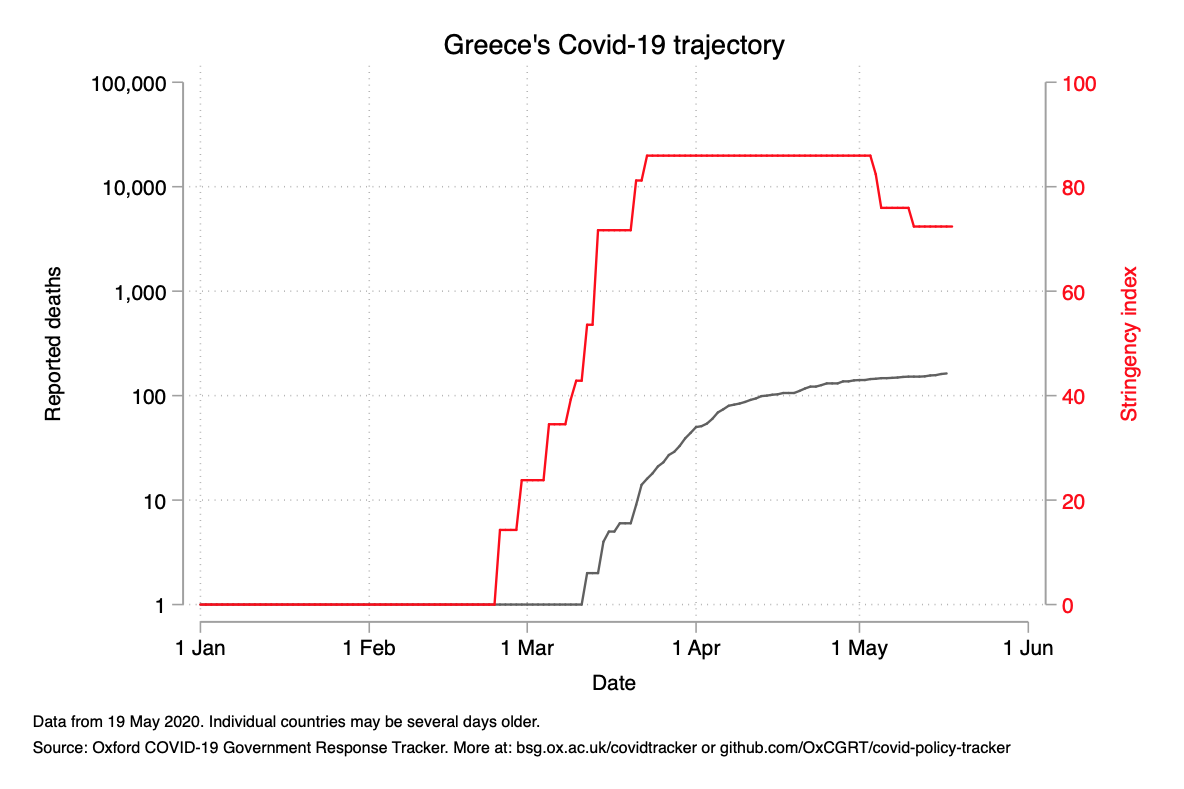 Greece's Covid-19 trajectory
100,000
10,000
1,000
100
10
1
Reported deaths
100
80
60
40
20
0
Stringency index
1 Jan
1 Feb
1 Mar
1 Apr
1 May
1 Jun
Date
Data from 19 May 2020. Individual countries may be several days older.
Source: Oxford COVID-19 Government Response Tracker. More at: bsg.ox.ac.uk/covidtracker or github.com/OxCGRT/covid-policy-tracker